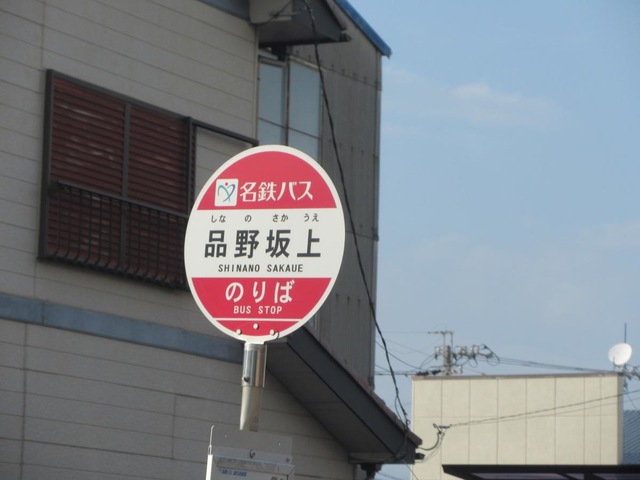 名鉄バス
しな の さか うえ
品野坂上
SHINANO SAKAUE
のりば
BUS STOP